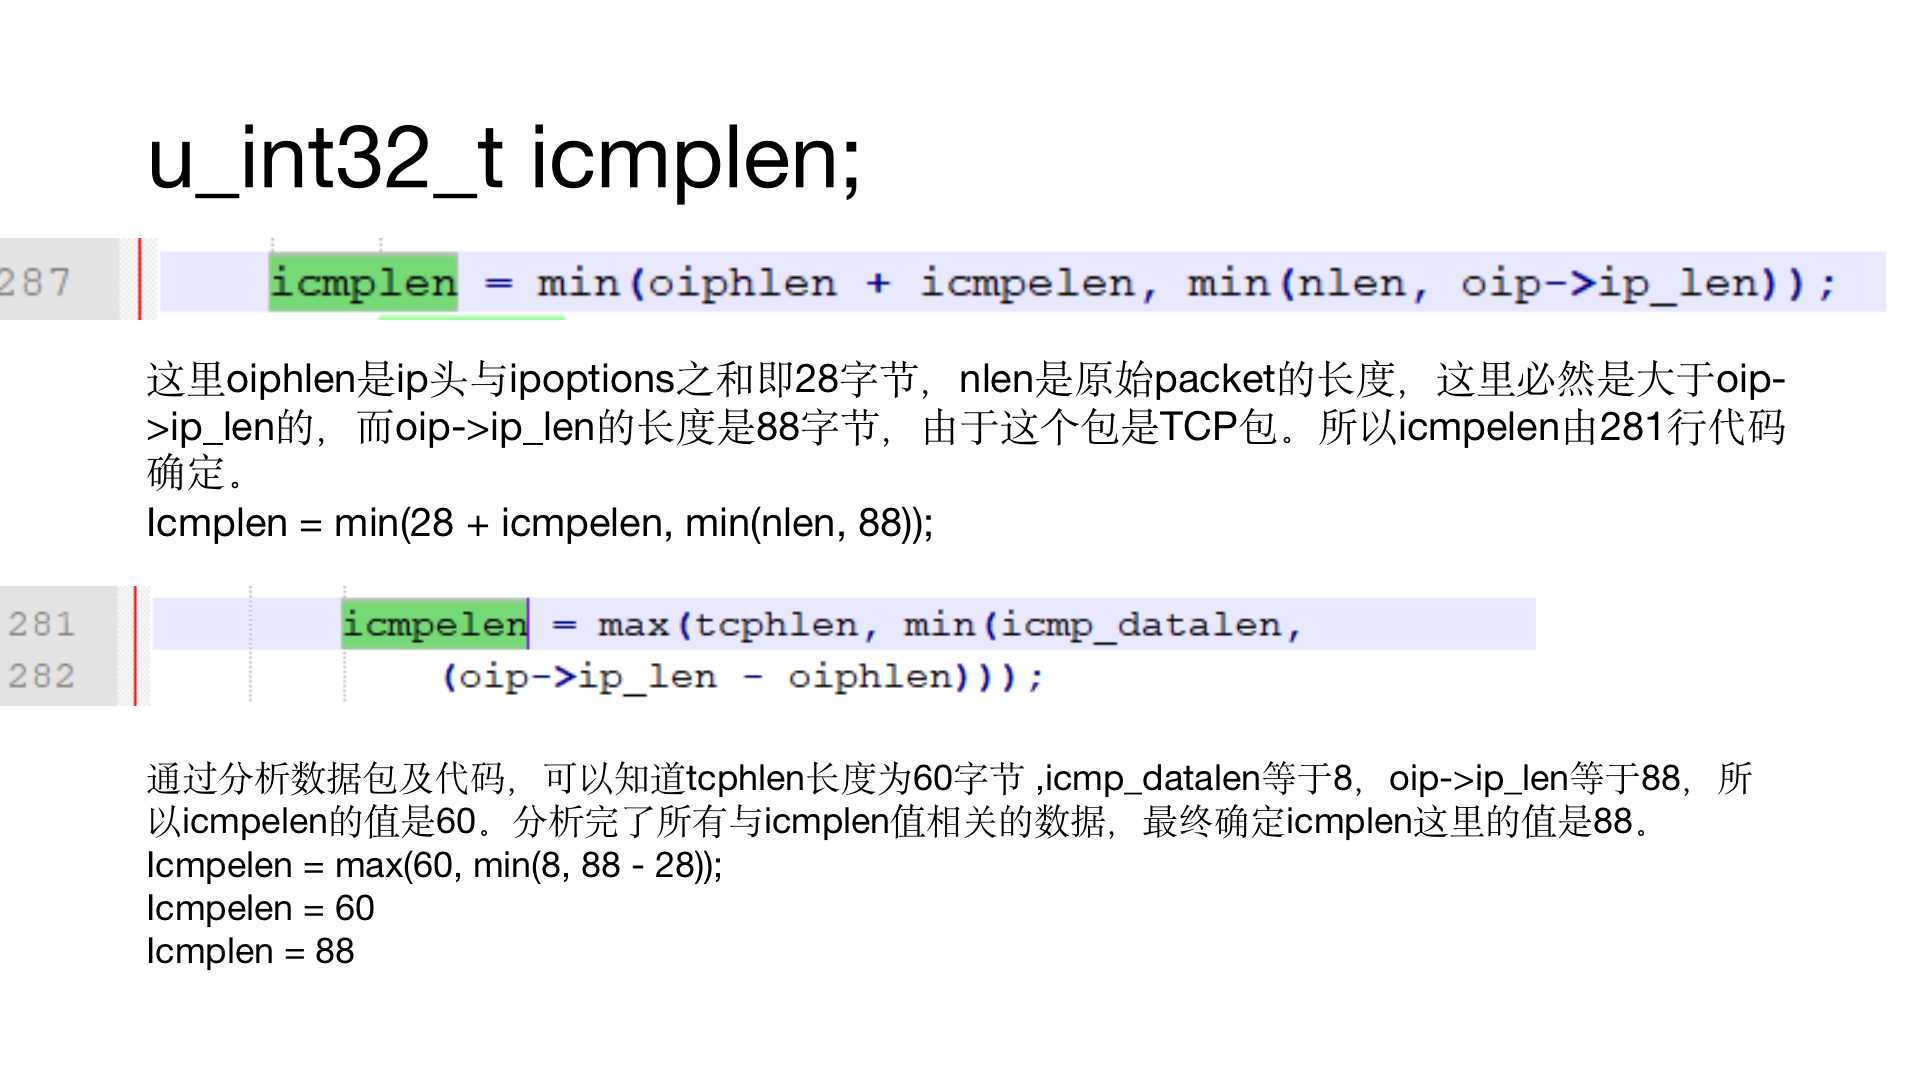 u_int32_t icmplen;
287 icmplen = min(oiphlen + icmpelen, min(nlen, oip->ip_len));
这里oiphlen是ip头与ipoptions之和即28字节，nlen是原始packet的长度，这里必然是大于oip-
>ip_len的，而oip->ip_len的长度是88字节，由于这个包是TCP包。所以icmpelen由281行代码
确定。
Icmplen = min(28 + icmpelen, min(nlen, 88));
281 icmpelen = max(tcphlen, min(icmp_datalen,
282 (oip->ip_len - oiphlen)));
通过分析数据包及代码，可以知道tcphlen长度为60字节 ,icmp_datalen等于8，oip->ip_len等于88，所
以icmpelen的值是60。分析完了所有与icmplen值相关的数据，最终确定icmplen这里的值是88。
Icmpelen = max(60, min(8, 88 - 28));
Icmpelen = 60
Icmplen = 88